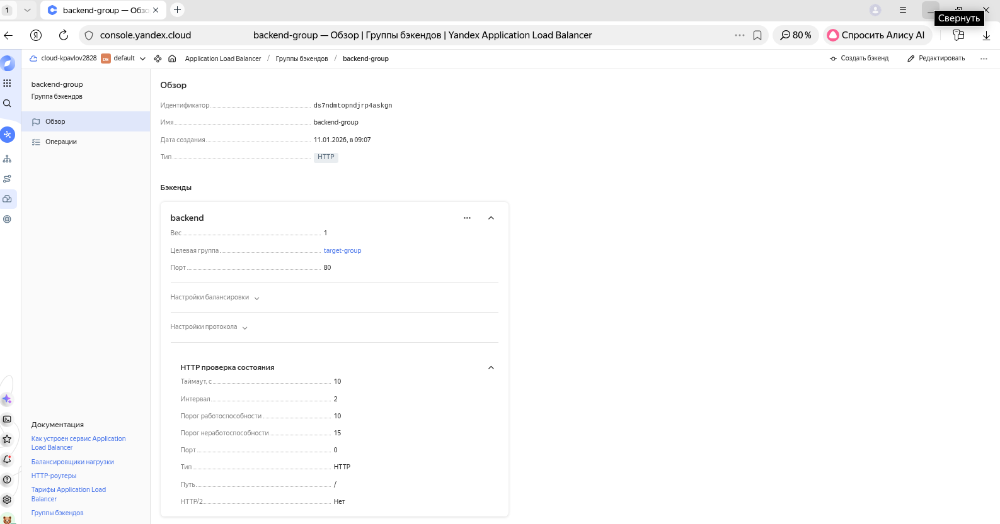 1
backend-group — Обзо
Свернуть
console.yandex.cloud
backend-group — Обзор | Группы бэкендов | Yandex Application Load Balancer
80 %
Спросить Алису AI
cloud-kpavlov2828
DE
default
Application Load Balancer / Группы бэкендов / backend-group
Создать бэкенд
Редактировать
backend-group
Группа бэкендов
Обзор
Операции
Обзор
Идентификатор ds7ndmtopndjrp4askgn
Имя backend-group
Дата создания 11.01.2026, в 09:07
Тип HTTP
Бэкенды
backend
Вес 1
Целевая группа target-group
Порт 80
Настройки балансировки
Настройки протокола
HTTP проверка состояния
Таймаут, с 10
Интервал 2
Порог работоспособности 10
Порог неработоспособности 15
Порт 0
Тип HTTP
Путь /
HTTP/2 Нет
Документация
Как устроен сервис Application
Load Balancer
Балансировщики нагрузки
HTTP-роутеры
Тарифы Application Load
Balancer
Группы бэкендов